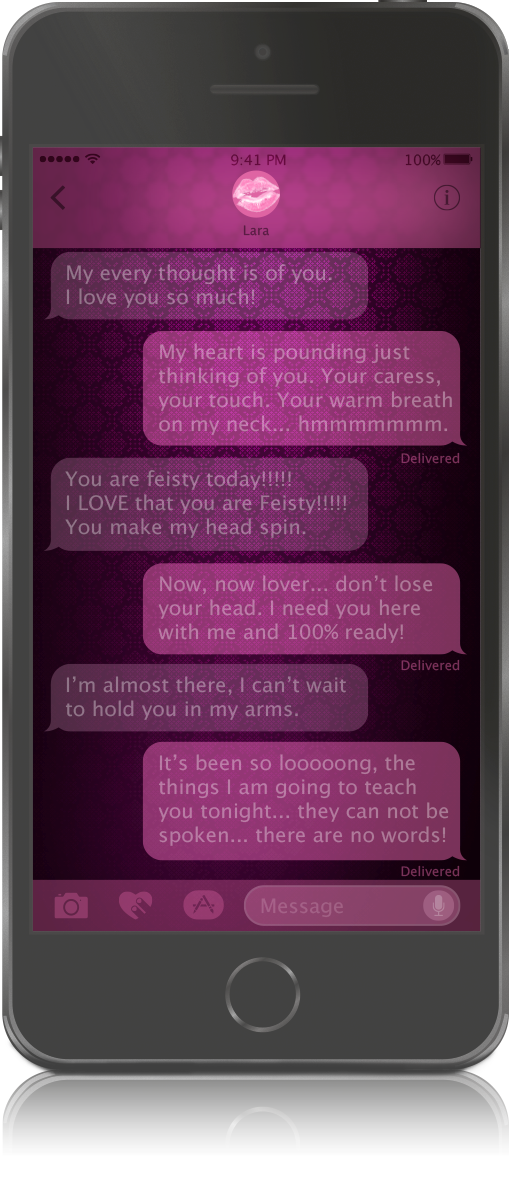 9:41 PM 100%
Lara
My every thought is of you.
I love you so much!
My heart is pounding just
thinking of you. Your caress,
your touch. Your warm breath
on my neck... hmmmmmmm.
Delivered
You are feisty today!!!!!
I LOVE that you are Feisty!!!!!
You make my head spin.
Now, now lover... don’t lose
your head. I need you here
with me and 100% ready!
Delivered
I’m almost there, I can’t wait
to hold you in my arms.
It’s been so looooong, the
things I am going to teach
you tonight... they can not be
spoken... there are no words!
Delivered
Message